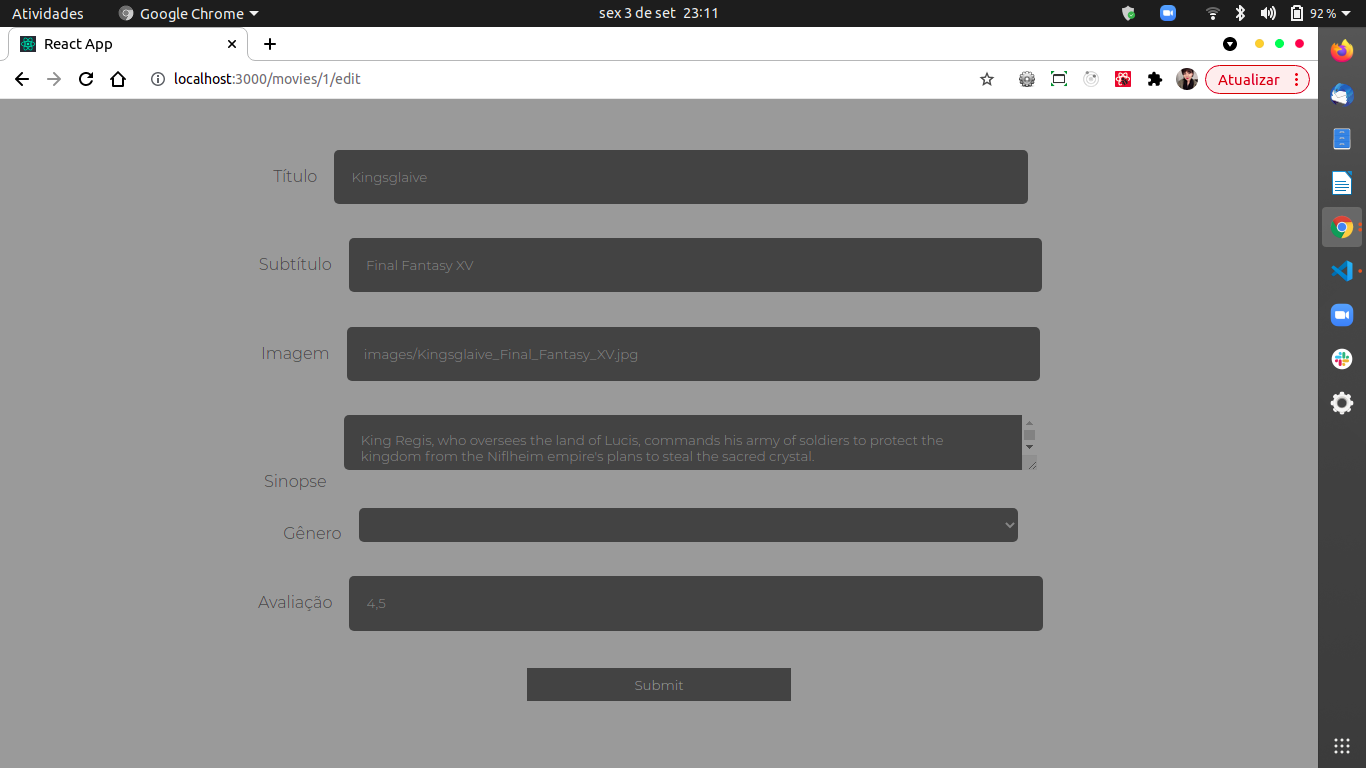 Atividades
Google Chrome
sex 3 de set 23:11
92 %
React App
localhost:3000/movies/1/edit
Atualizar
Título
Kingsglaive
Subtítulo
Final Fantasy XV
Imagem
images/Kingsglaive_Final_Fantasy_XV.jpg
King Regis, who oversees the land of Lucis, commands his army of soldiers to protect the
kingdom from the Niflheim empire's plans to steal the sacred crystal.
Sinopse
Gênero
Avaliação
4,5
Submit